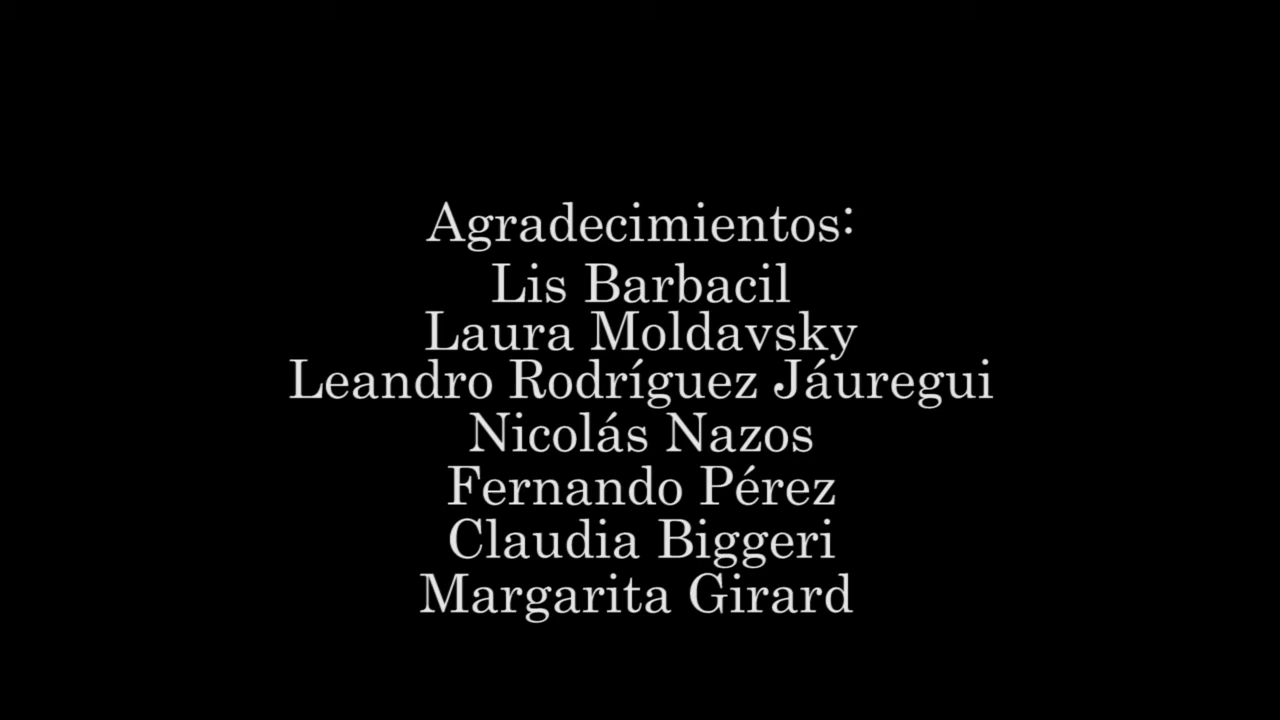 Agradecimientos:
Lis Barbacil
Laura Moldavsky
Leandro Rodríguez Jáuregui
Nicolás Nazos
Fernando Pérez
Claudia Biggeri
Margarita Girard